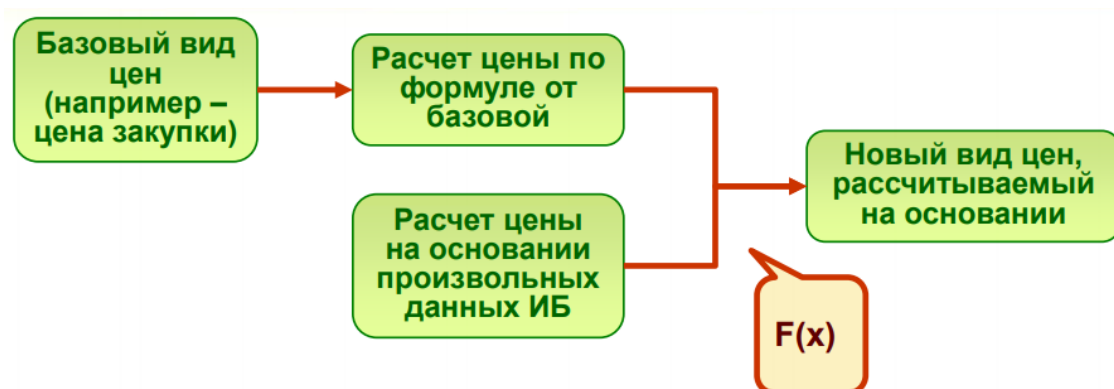 Базовый вид
цен
(например –
цена закупки)
Расчет цены по
формуле от
базовой
Расчет цены
на основании
произвольных
данных ИБ
Новый вид цен,
рассчитываемый
на основании
F(x)